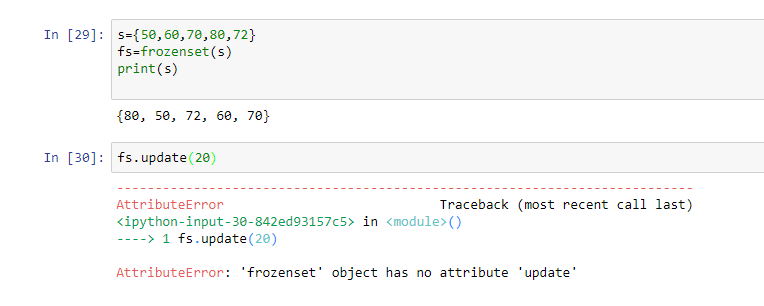 In [29]: s={50,60,70,80,72}
fs=frozenset(s)
print(s)
{80, 50, 72, 60, 70}
In [30]: fs.update(20)
---------------------------------------------------------------------------
AttributeError Traceback (most recent call last)
<ipython-input-30-842ed93157c5> in <module>()
----> 1 fs.update(20)
AttributeError: 'frozenset' object has no attribute 'update'